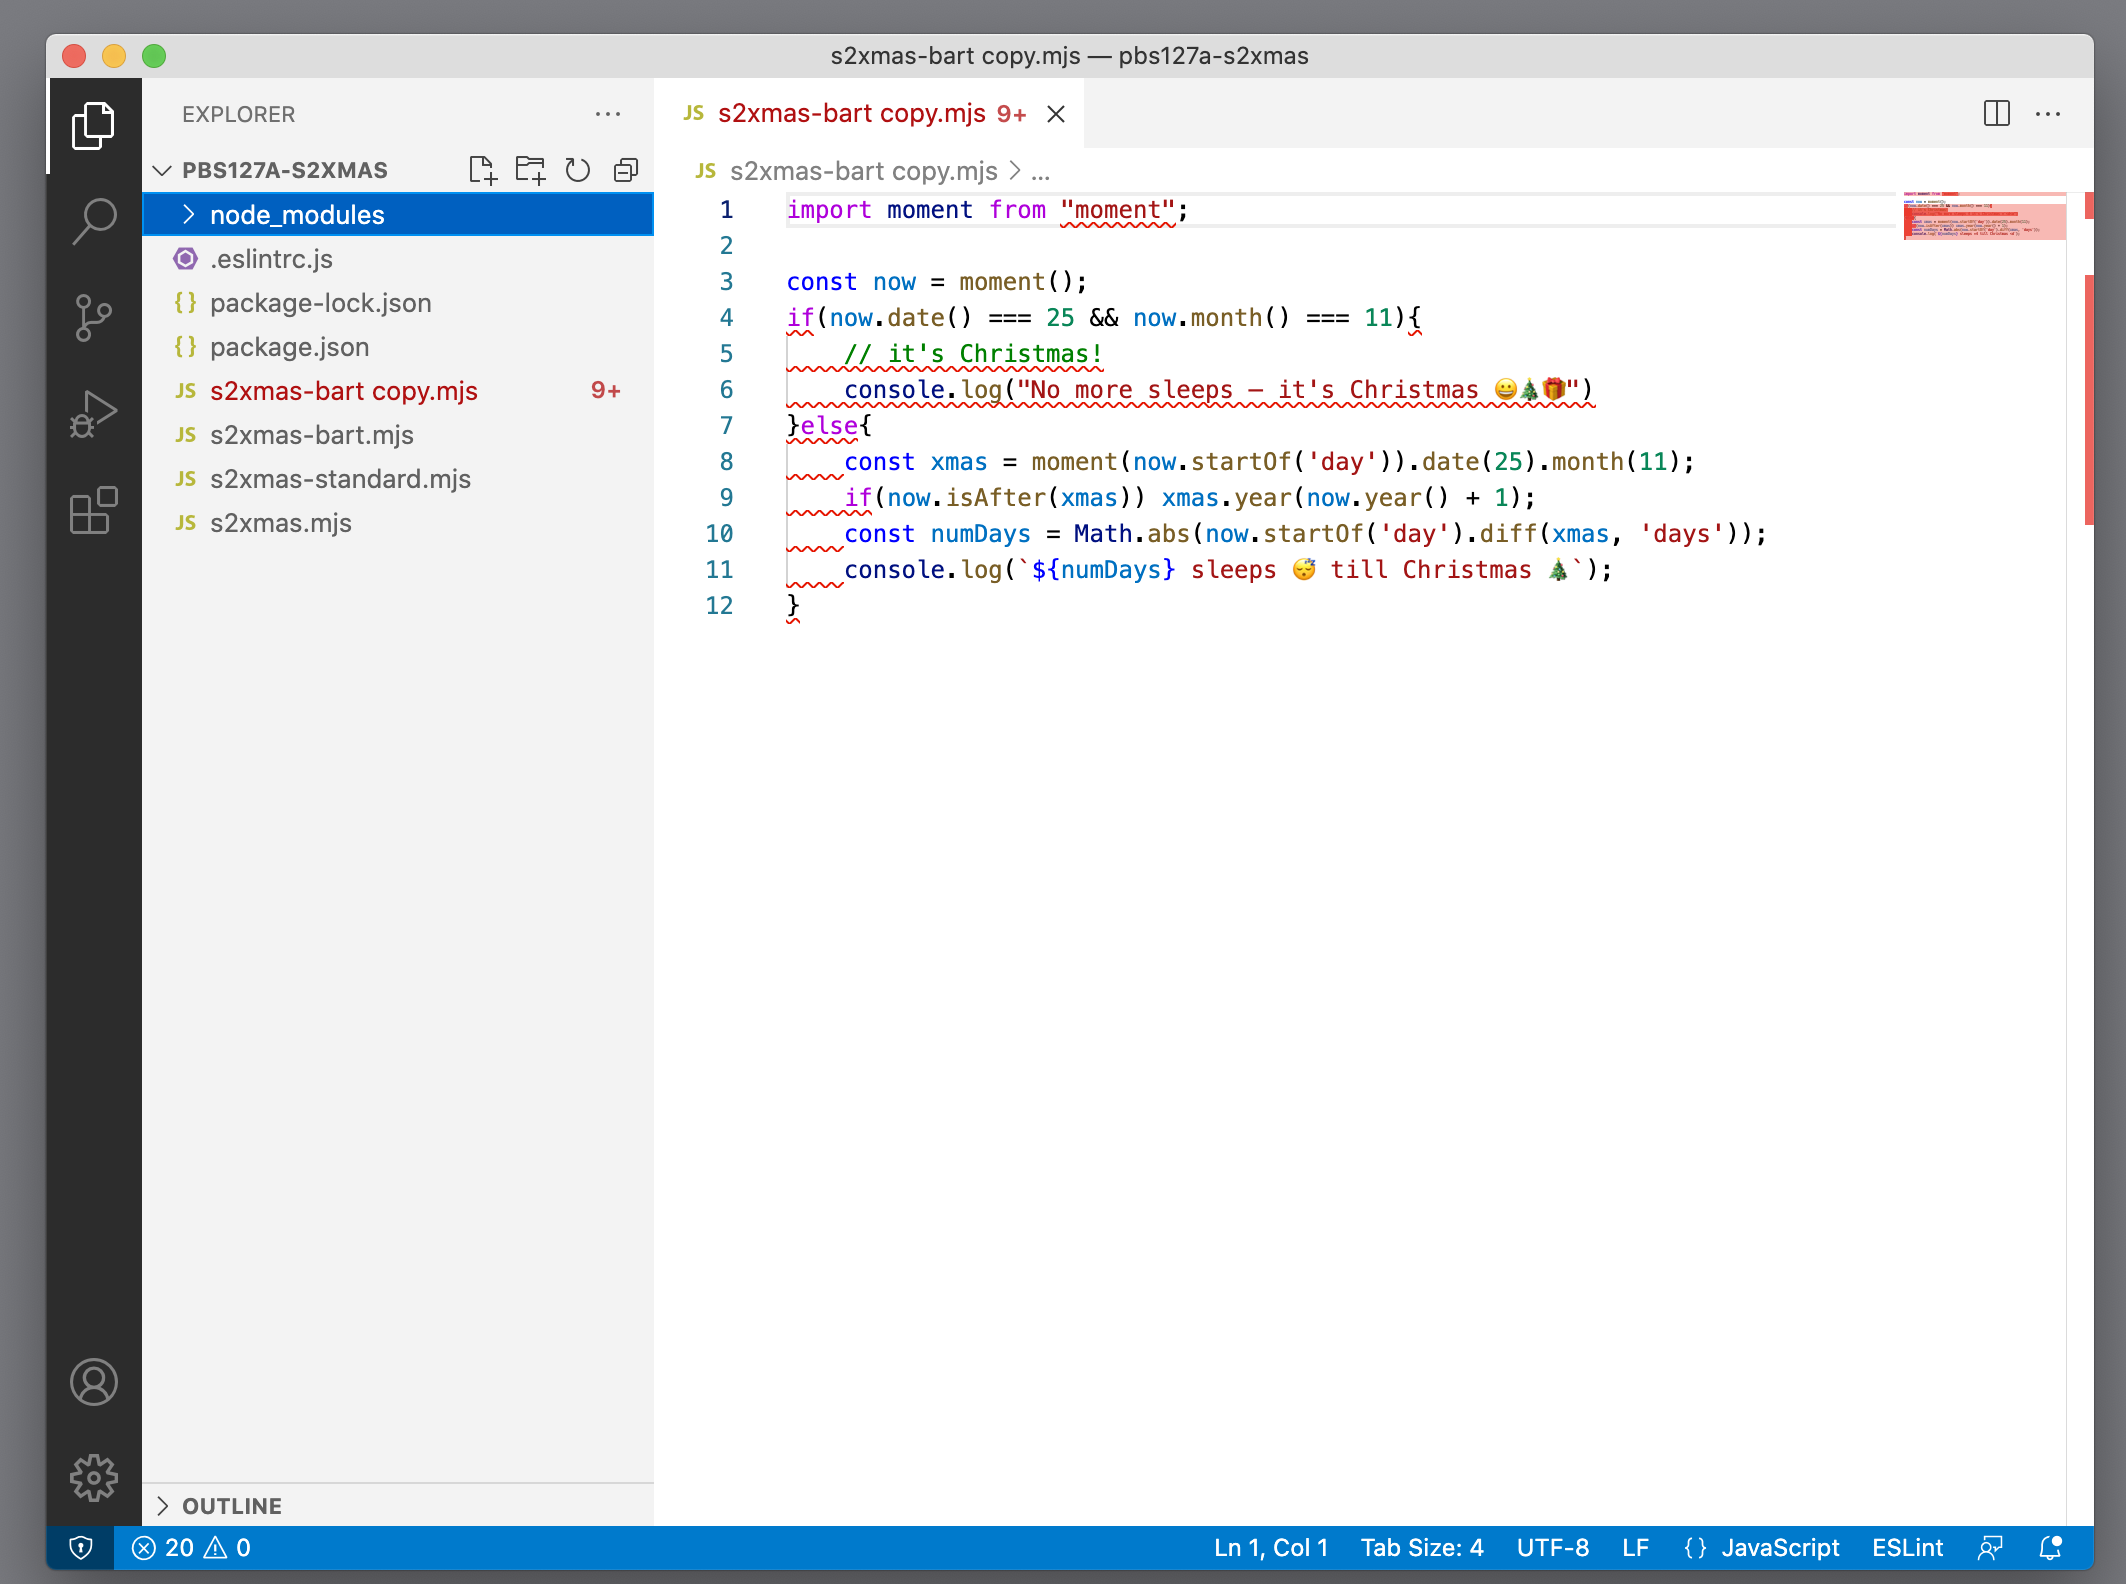 s2xmas-bart copy.mjs — pbs127a-s2xmas
EXPLORER
PBS127A-S2XMAS
node_modules
.eslintrc.js
{} package-lock.json
{} package.json
JS s2xmas-bart copy.mjs 9+
JS s2xmas-bart.mjs
JS s2xmas-standard.mjs
JS s2xmas.mjs
OUTLINE
JS s2xmas-bart copy.mjs 9+
JS s2xmas-bart copy.mjs > ...
1 import moment from "moment";
2
3 const now = moment();
4 if(now.date() === 25 && now.month() === 11){
5     // it's Christmas!
6     console.log("No more sleeps – it's Christmas 😀🎄🎁")
7 }else{
8     const xmas = moment(now.startOf('day')).date(25).month(11);
9     if(now.isAfter(xmas)) xmas.year(now.year() + 1);
10     const numDays = Math.abs(now.startOf('day').diff(xmas, 'days'));
11     console.log(`${numDays} sleeps 😴 till Christmas 🎄`);
12 }
20 0 Ln 1, Col 1 Tab Size: 4 UTF-8 LF {} JavaScript ESLint